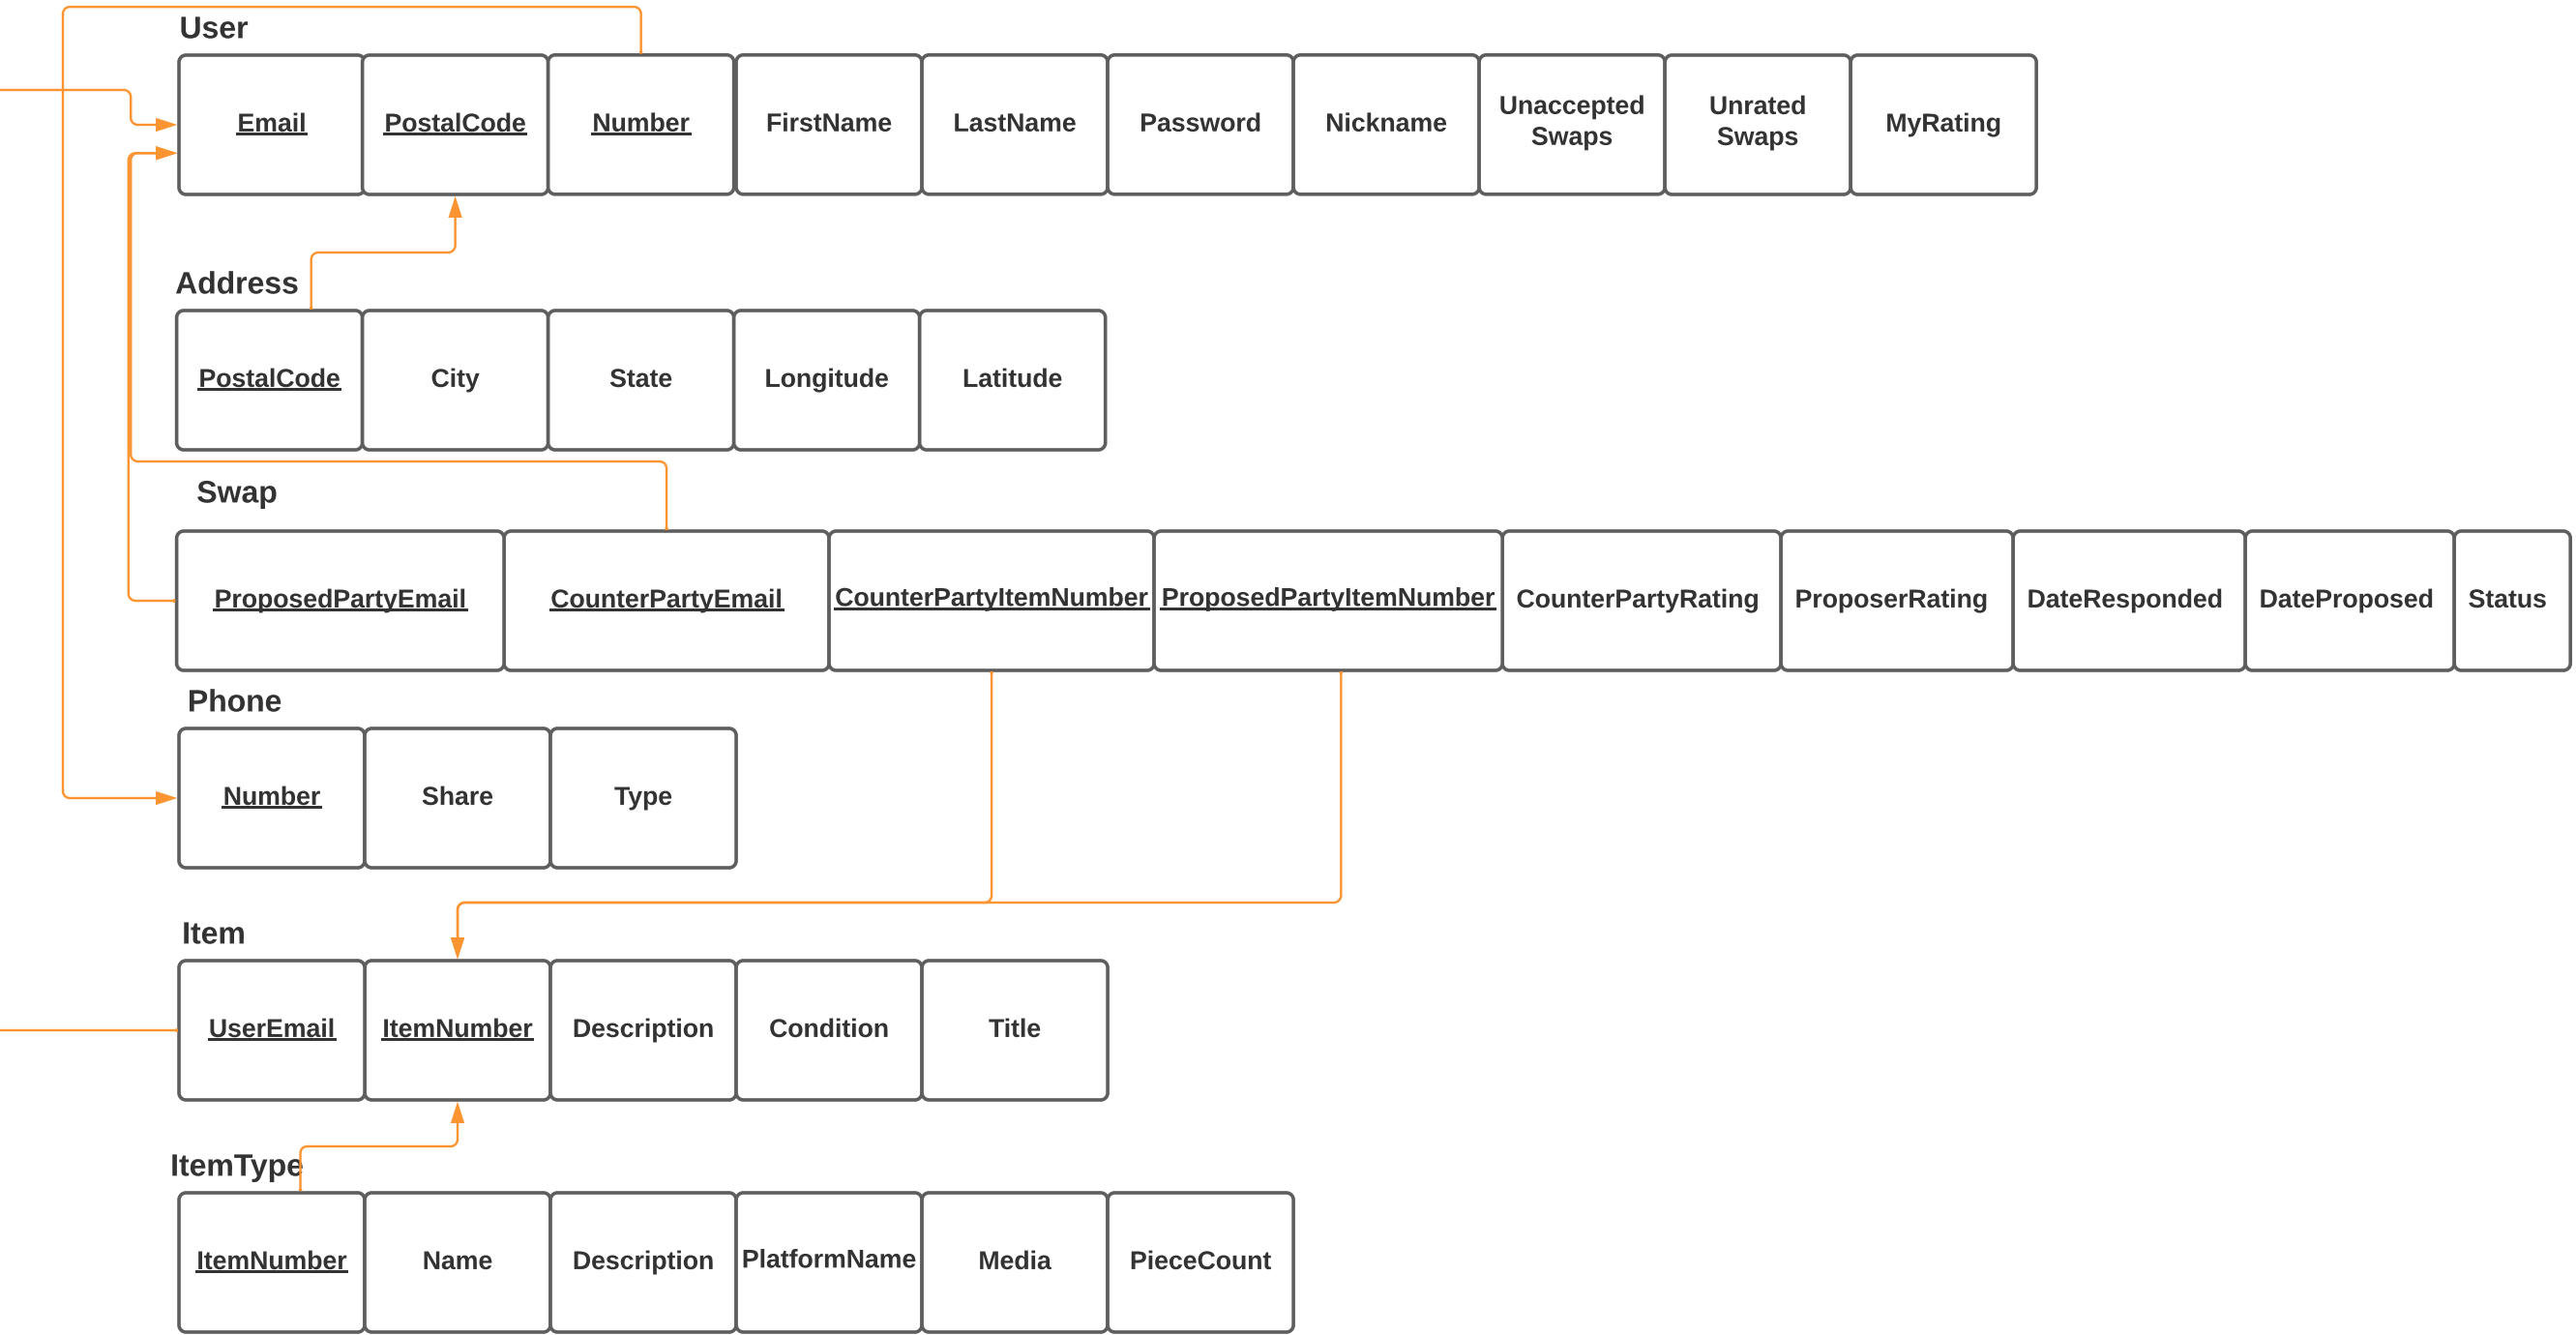 User
Email PostalCode Number FirstName LastName Password Nickname Unaccepted Swaps Unrated Swaps MyRating
Address
PostalCode City State Longitude Latitude
Swap
ProposedPartyEmail CounterPartyEmail CounterPartyItemNumber ProposedPartyItemNumber CounterPartyRating ProposerRating DateResponded DateProposed Status
Phone
Number Share Type
Item
UserEmail ItemNumber Description Condition Title
ItemType
ItemNumber Name Description PlatformName Media PieceCount